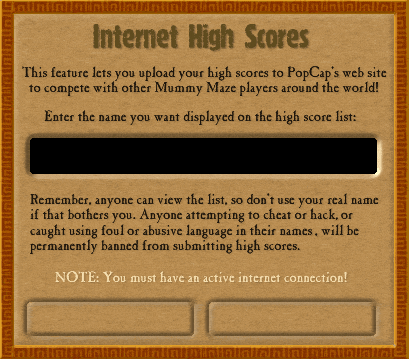 Internet High Scores
This feature lets you upload your high scores to PopCap's web site
to compete with other Mummy Maze players around the world!
Enter the name you want displayed on the high score list:
Remember, anyone can view the list, so don't use your real name
if that bothers you. Anyone attempting to cheat or hack, or
caught using foul or abusive language in their names, will be
permanently banned from submitting high scores.
NOTE: You must have an active internet connection!